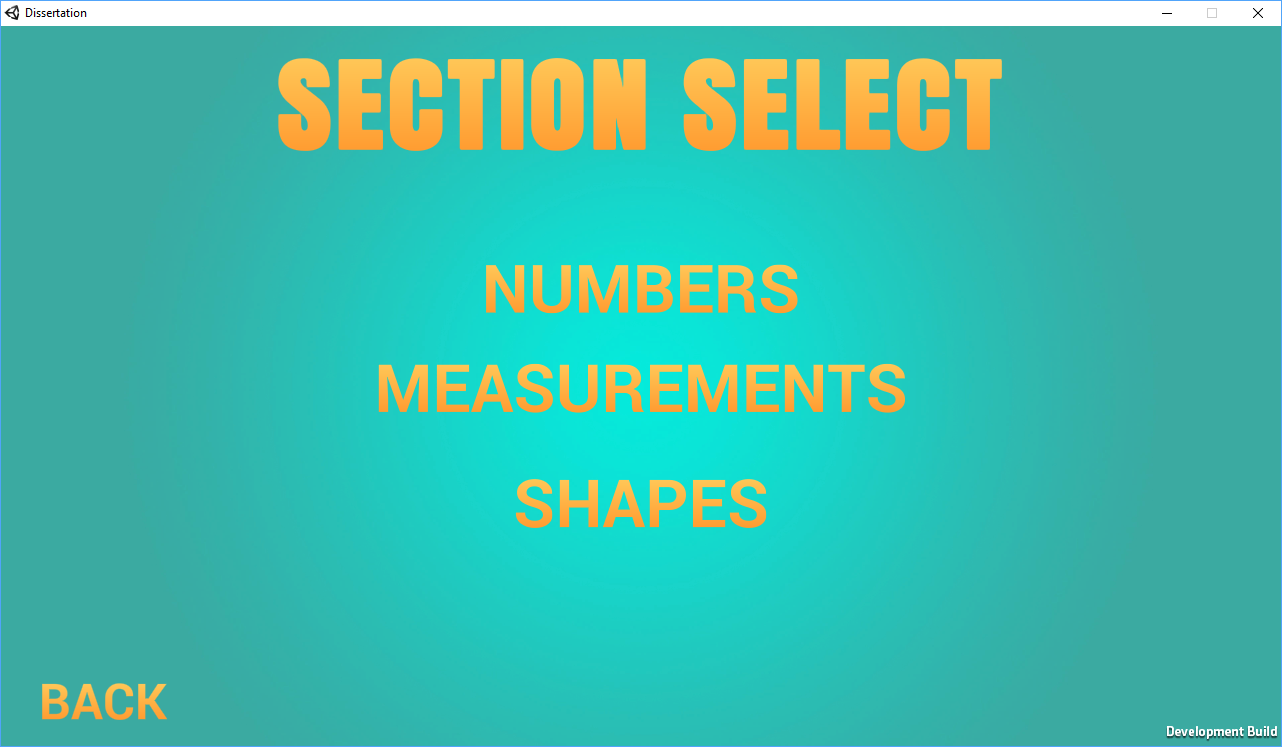 Dissertation
SECTION SELECT
NUMBERS
MEASUREMENTS
SHAPES
BACK
Development Build